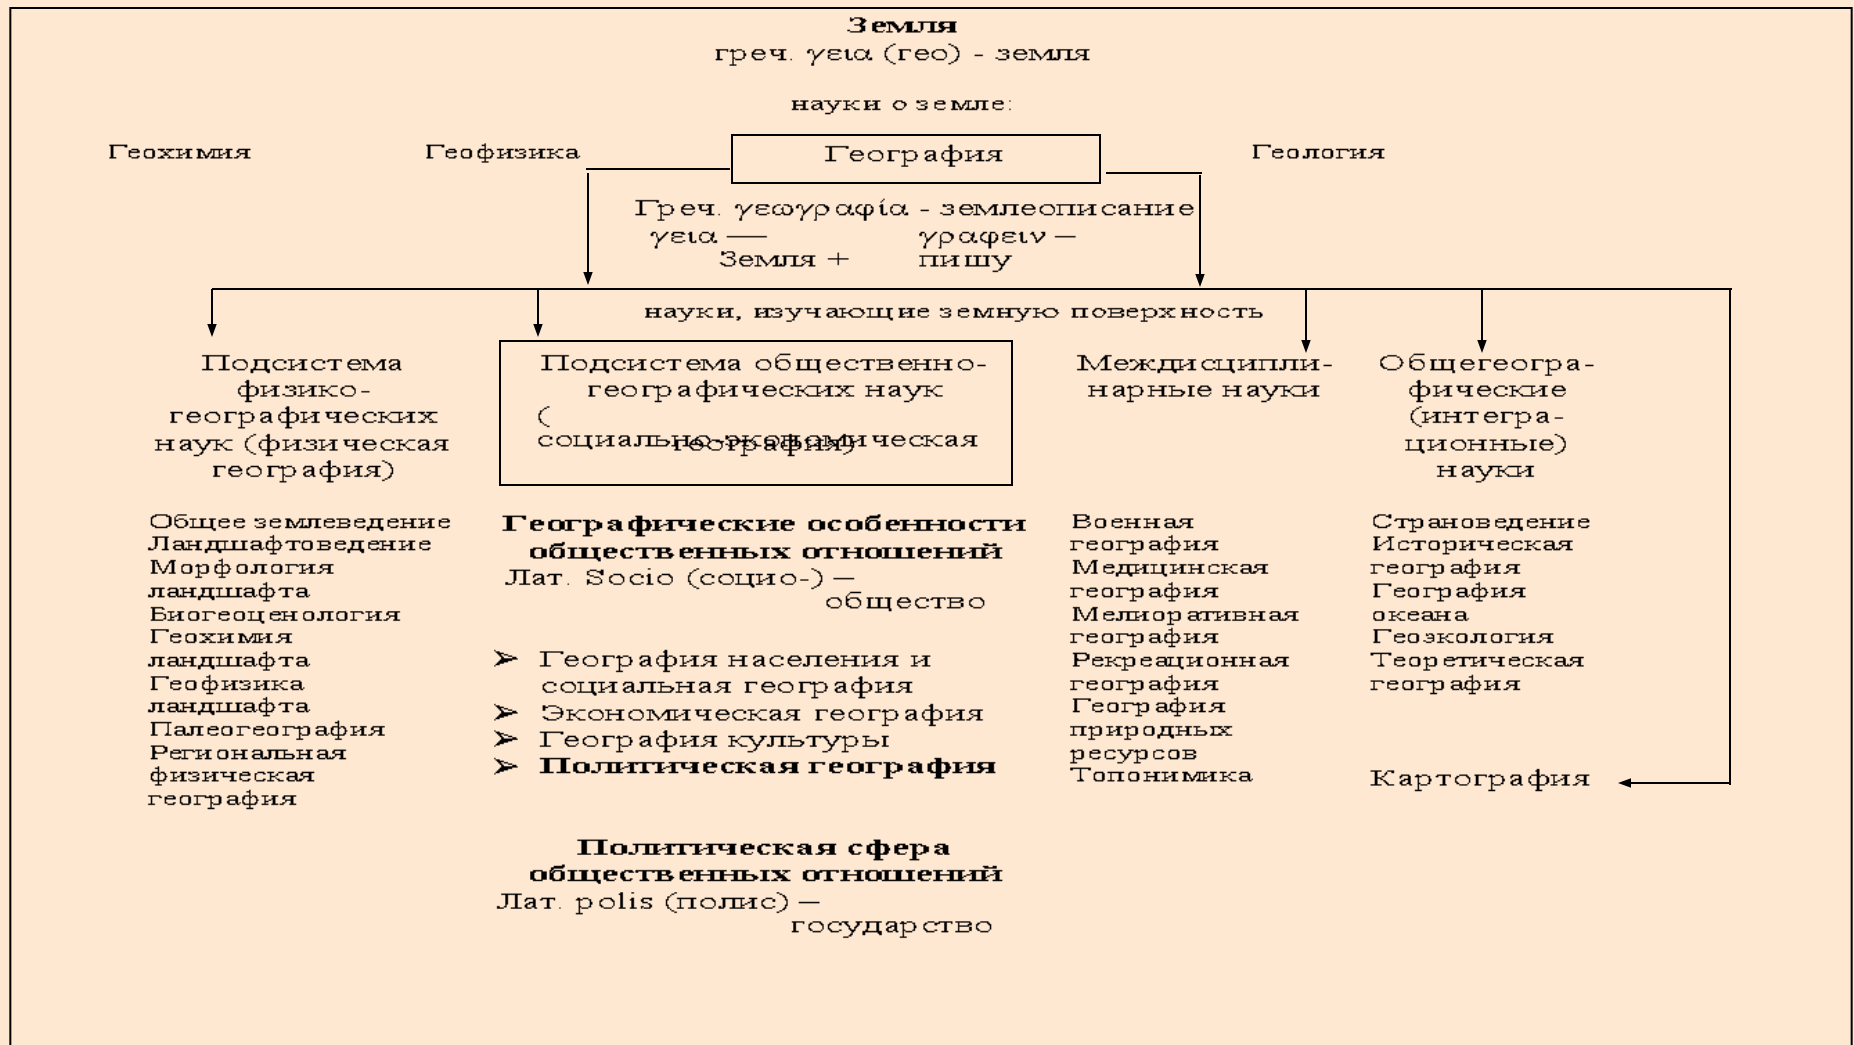 Земля
греч. γεια (гео) - земля
науки о земле:
Геохимия
Геофизика
География
Геология
Греч. γεωγραφία - землеописание
γεια —
Земля +
γραφειν –
пишу
науки, изучающие земную поверхность
Подсистема
физико-
географических
наук (физическая
география)
Подсистема общественно-
географических наук
(
социально-экономическая
география)
Междисципли-
нарные науки
Общегеогра-
фические
(интегра-
ционные)
науки
Общее землеведение
Ландшафтоведение
Морфология
ландшафта
Биогеоценология
Геохимия
ландшафта
Геофизика
ландшафта
Палеогеография
Региональная
физическая
география
Географические особенности
общественных отношений
Лат. Socio (социо-) –
общество
➢ География населения и
социальная география
➢ Экономическая география
➢ География культуры
➢ Политическая география
Политическая сфера
общественных отношений
Лат. polis (полис) –
государство
Военная
география
Медицинская
география
Мелиоративная
география
Рекреационная
география
География
природных
ресурсов
Топонимика
Страноведение
Историческая
география
География
океана
Геоэкология
Теоретическая
география
Картография